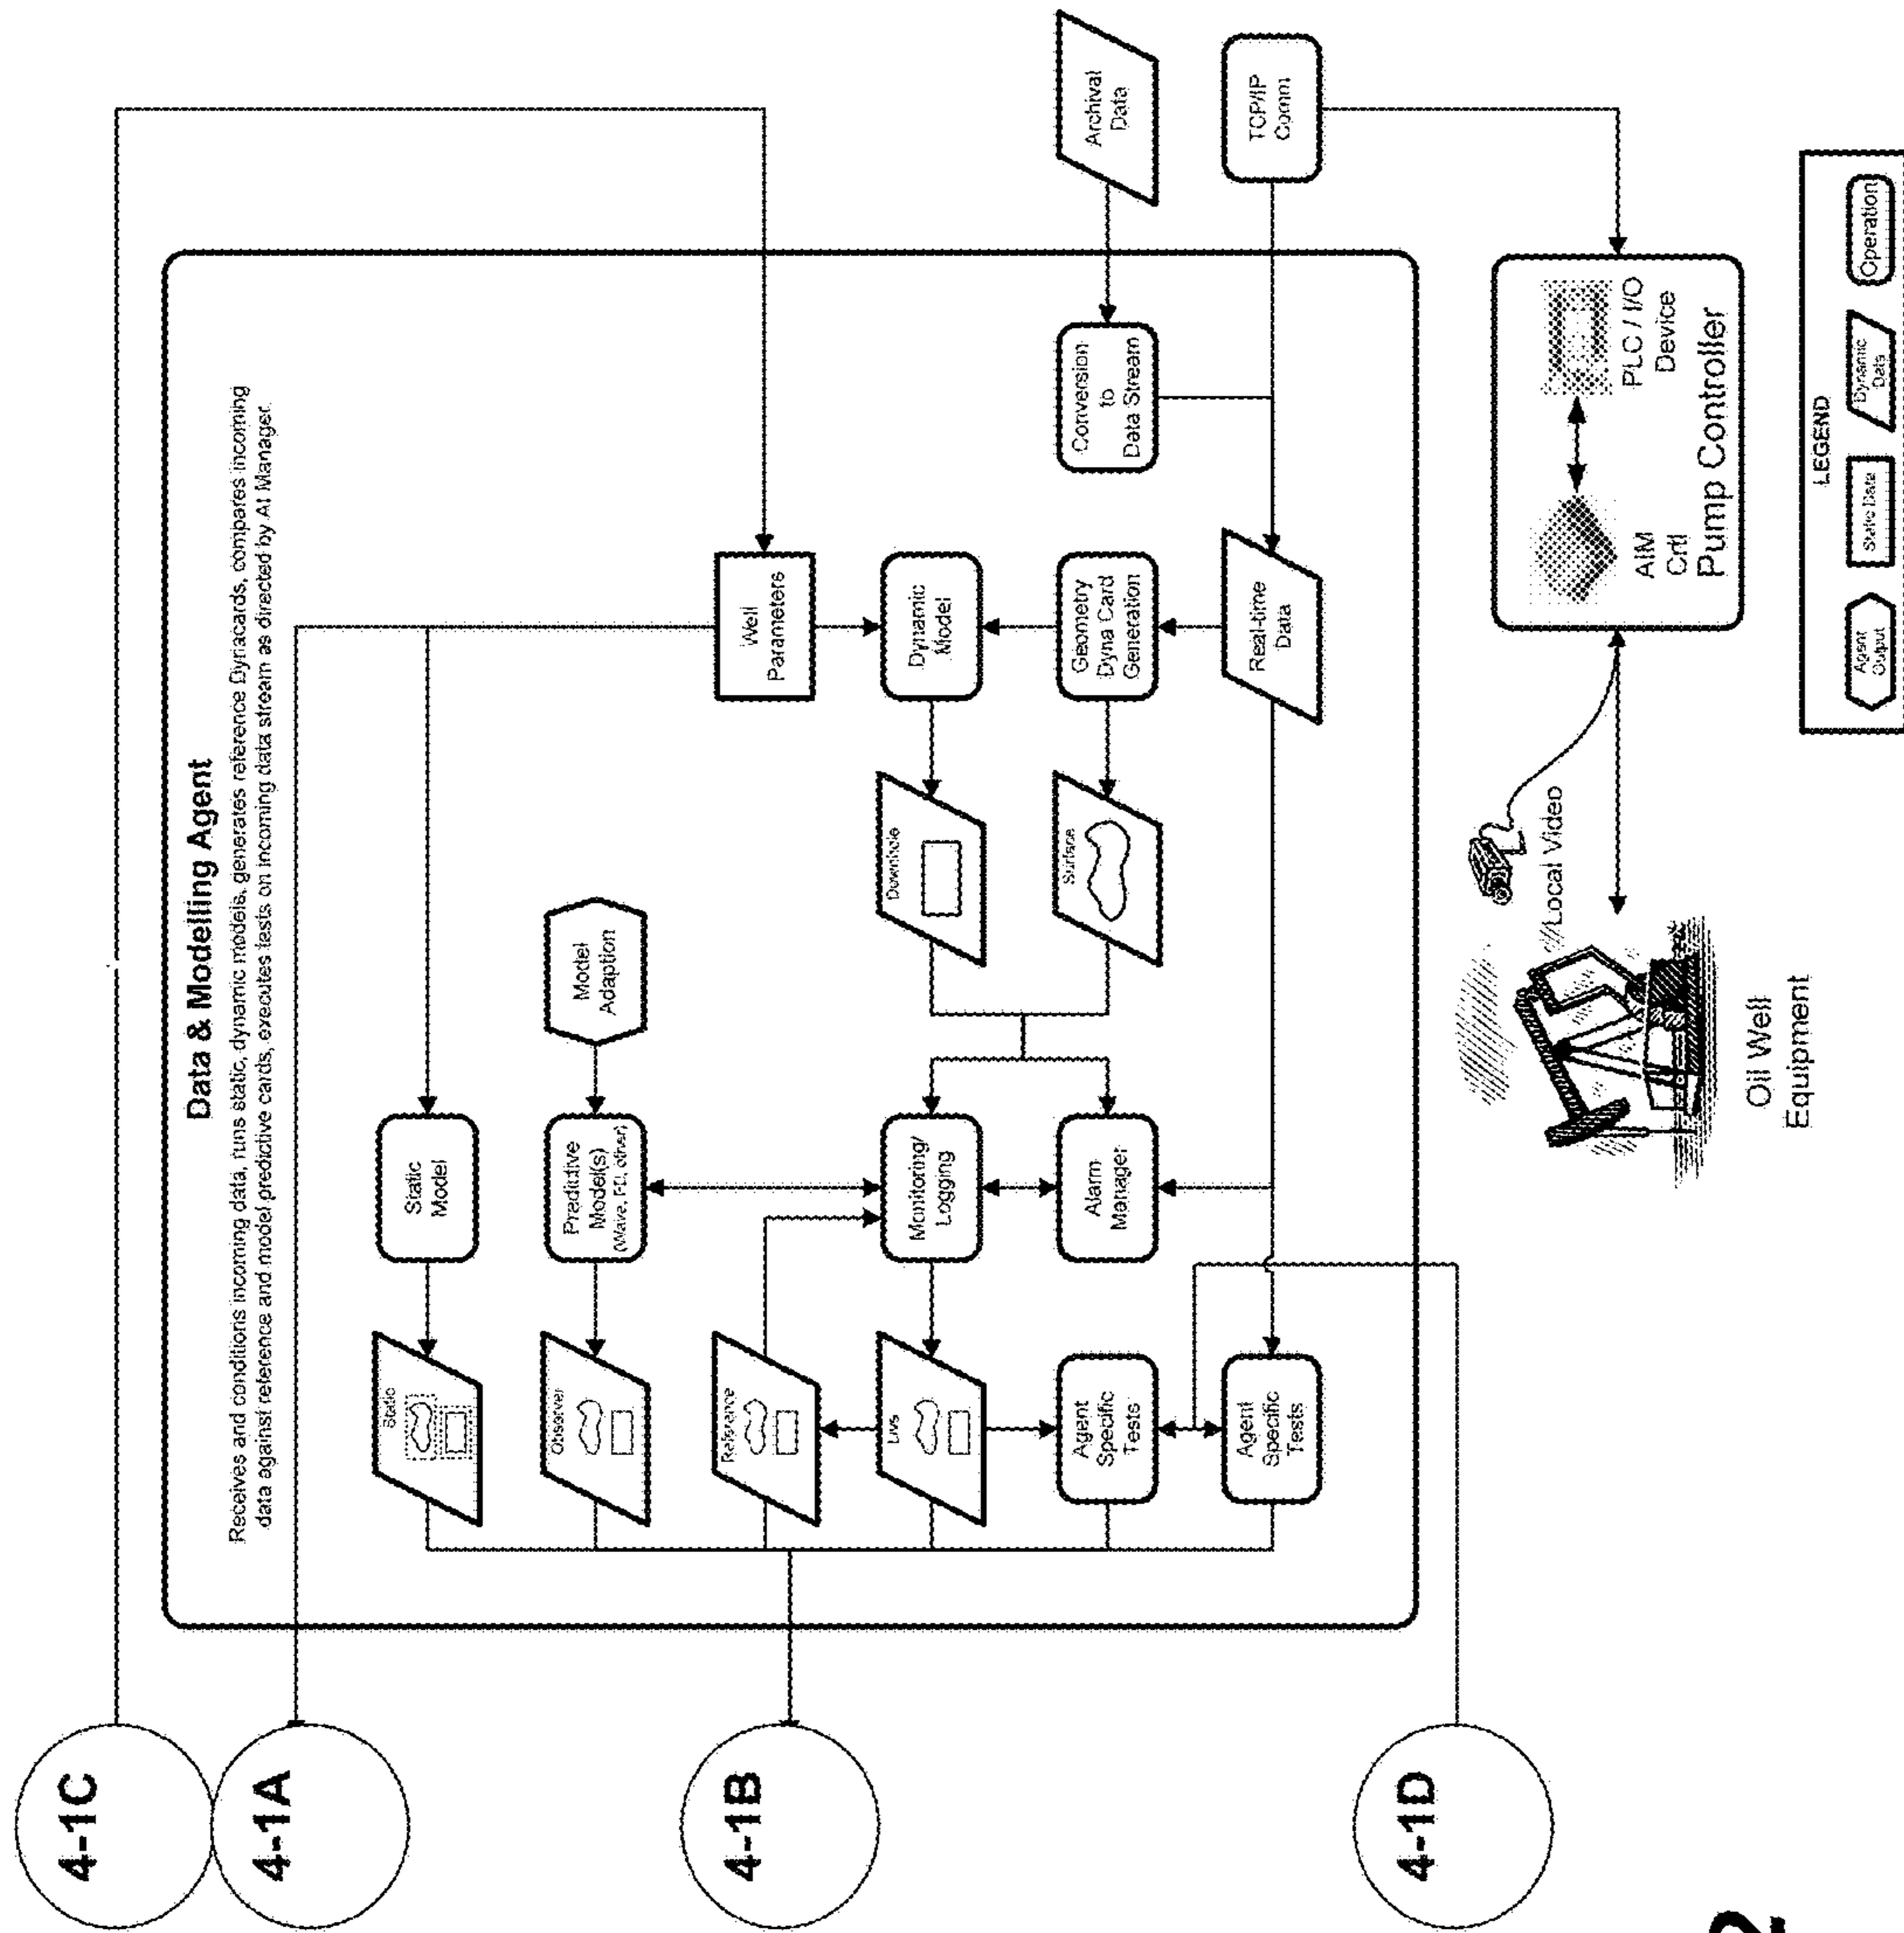 4-1C
4-1A
4-1B
4-1D
Data & Modelling Agent
Receives and conditions incoming data, runs static, dynamic models, generates reference Dynacards, compares incoming
data against reference and model predictive cards, executes tests on incoming data stream as directed by AI Manager.
Static
Static
Model
Observer
Predictive
Model(s)
(Wave, FD, other)
Model
Adaption
Reference
Well
Parameters
Live
Monitoring/
Logging
Downhole
Dynamic
Model
Agent
Specific
Tests
Alarm
Manager
Surface
Geometry
Dyna Card
Generation
Conversion
to
Data Stream
Archival
Data
Agent
Specific
Tests
Real-time
Data
TCP/IP
Comm
Local Video
Oil Well
Equipment
AIM
Crtl
PLC / I/O
Device
Pump Controller
LEGEND
Agent
Output
Static Data
Dynamic
Data
Operation
2